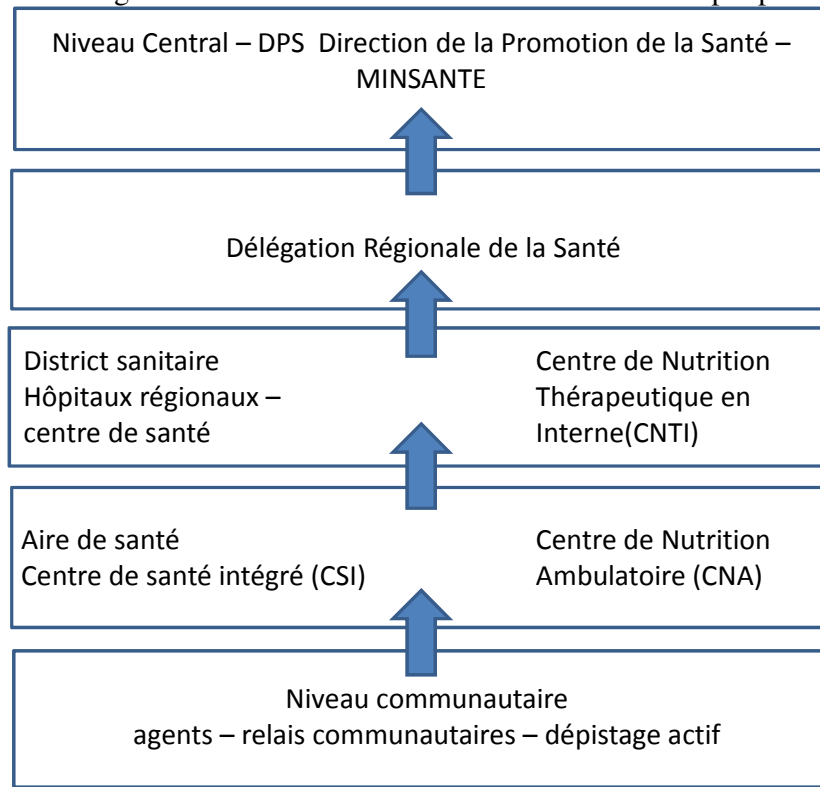 Niveau Central – DPS Direction de la Promotion de la Santé –
MINSANTE
Délégation Régionale de la Santé
District sanitaire
Hôpitaux régionaux –
centre de santé
Centre de Nutrition
Thérapeutique en
Interne(CNTI)
Aire de santé
Centre de santé intégré (CSI)
Centre de Nutrition
Ambulatoire (CNA)
Niveau communautaire
agents – relais communautaires – dépistage actif